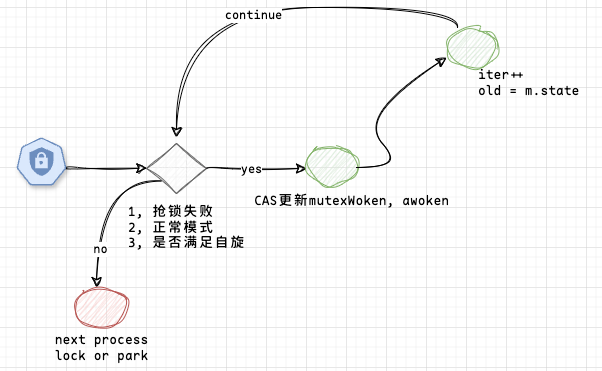 continue
iter++
old = m.state
yes
CAS更新mutexWoken, awoken
1, 抢锁失败
2, 正常模式
3, 是否满足自旋
no
next process
lock or park